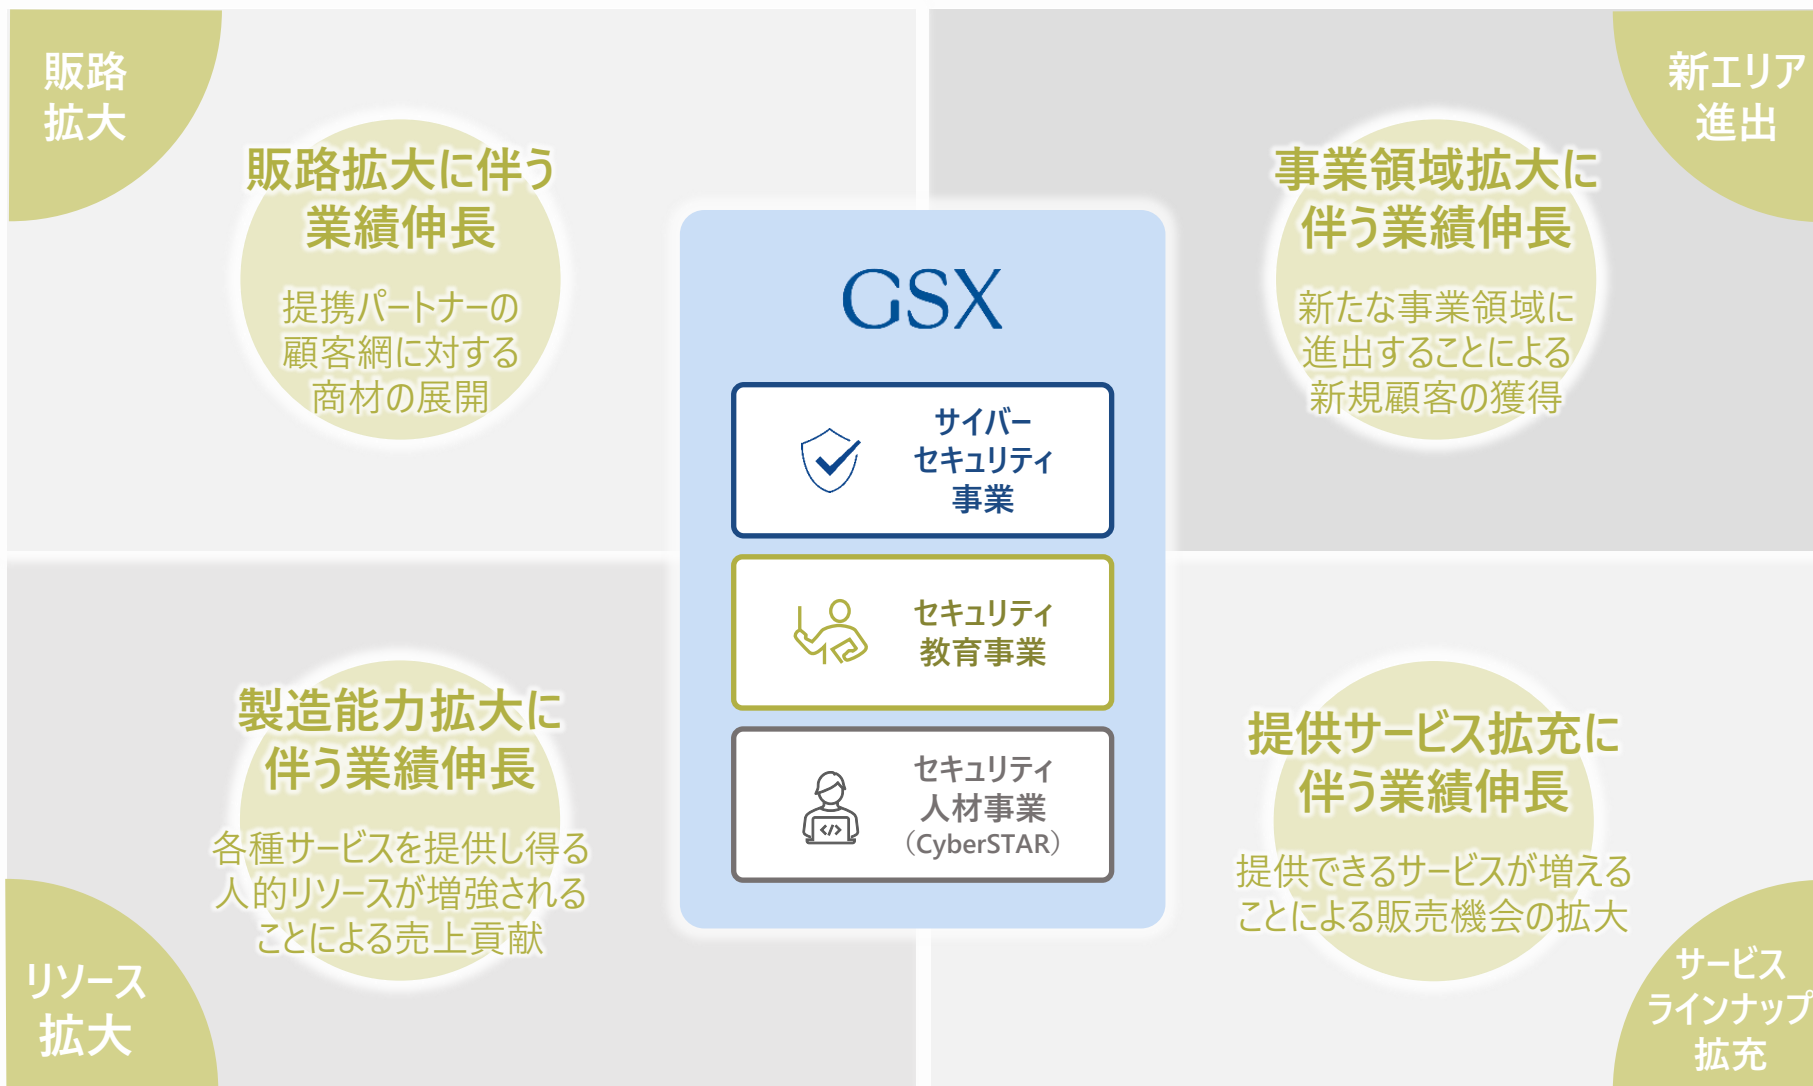 販路
拡大
販路拡大に伴う
業績伸長
提携パートナーの
顧客網に対する
商材の展開
新エリア
進出
事業領域拡大に
伴う業績伸長
新たな事業領域に
進出することによる
新規顧客の獲得
GSX
サイバー
セキュリティ
事業
セキュリティ
教育事業
セキュリティ
人材事業
（CyberSTAR）
製造能力拡大に
伴う業績伸長
各種サービスを提供し得る
人的リソースが増強される
ことによる売上貢献
リソース
拡大
提供サービス拡充に
伴う業績伸長
提供できるサービスが増える
ことによる販売機会の拡大
サービス
ラインナップ
拡充